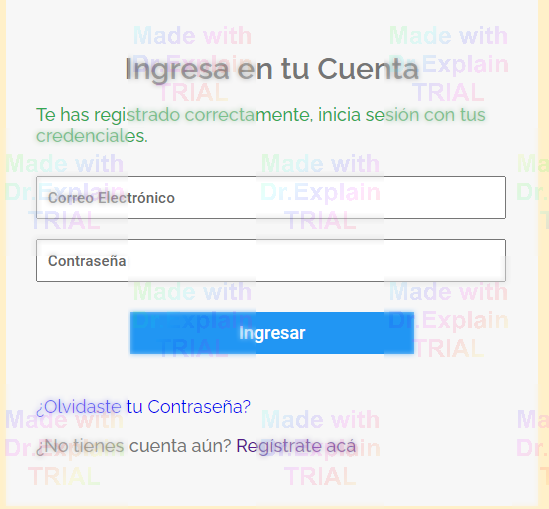 Made with Made with
Dr.Explain Dr.Explain
TRIAL TRIAL
Ingresa en tu Cuenta
Te has registrado correctamente, inicia sesión con tus
credenciales.
Made with Made with Made with
Dr.Explain Dr.Explain Dr.Explain
TRIAL TRIAL TRIAL
Correo Electrónico
Contraseña
Made with Made with
Dr.Explain Dr.Explain
TRIAL TRIAL
Ingresar
¿Olvidaste tu Contraseña?
Made with Made with Made
Dr.Explain Dr.Explain Dr.E
TRIAL TRIAL
¿No tienes cuenta aún? Regístrate acá